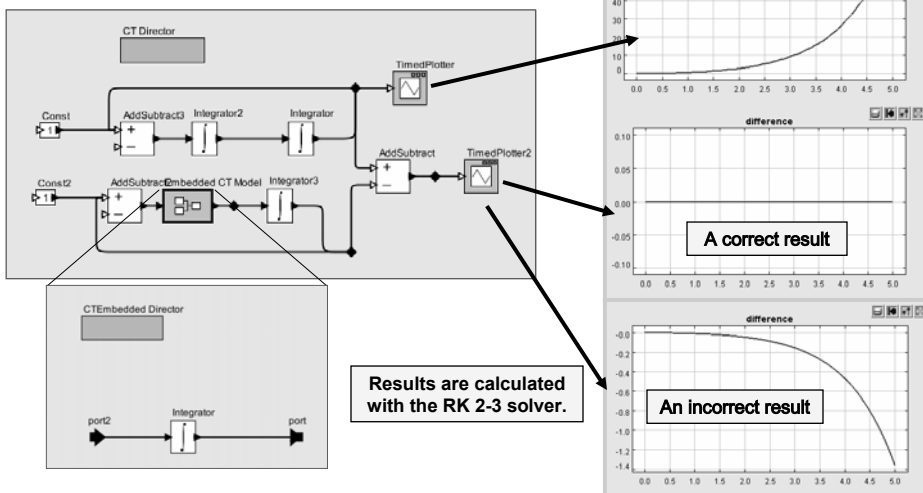 CT Director
TimedPlotter
Const
AddSubtract3
Integrator2
Integrator
1
AddSubtract
TimedPlotter2
Const2
AddSubtract2
Embedded CT Model
Integrator3
1
CTEmbedded Director
port2
Integrator
port
Results are calculated
with the RK 2-3 solver.
40
30
20
10
0
0.0 0.5 1.0 1.5 2.0 2.5 3.0 3.5 4.0 4.5 5.0
difference
0.10
0.05
0.00
-0.05
-0.10
A correct result
0.0 0.5 1.0 1.5 2.0 2.5 3.0 3.5 4.0 4.5 5.0
difference
-0.0
-0.2
-0.4
-0.6
-0.8
-1.0
-1.2
-1.4
An incorrect result
0.0 0.5 1.0 1.5 2.0 2.5 3.0 3.5 4.0 4.5 5.0